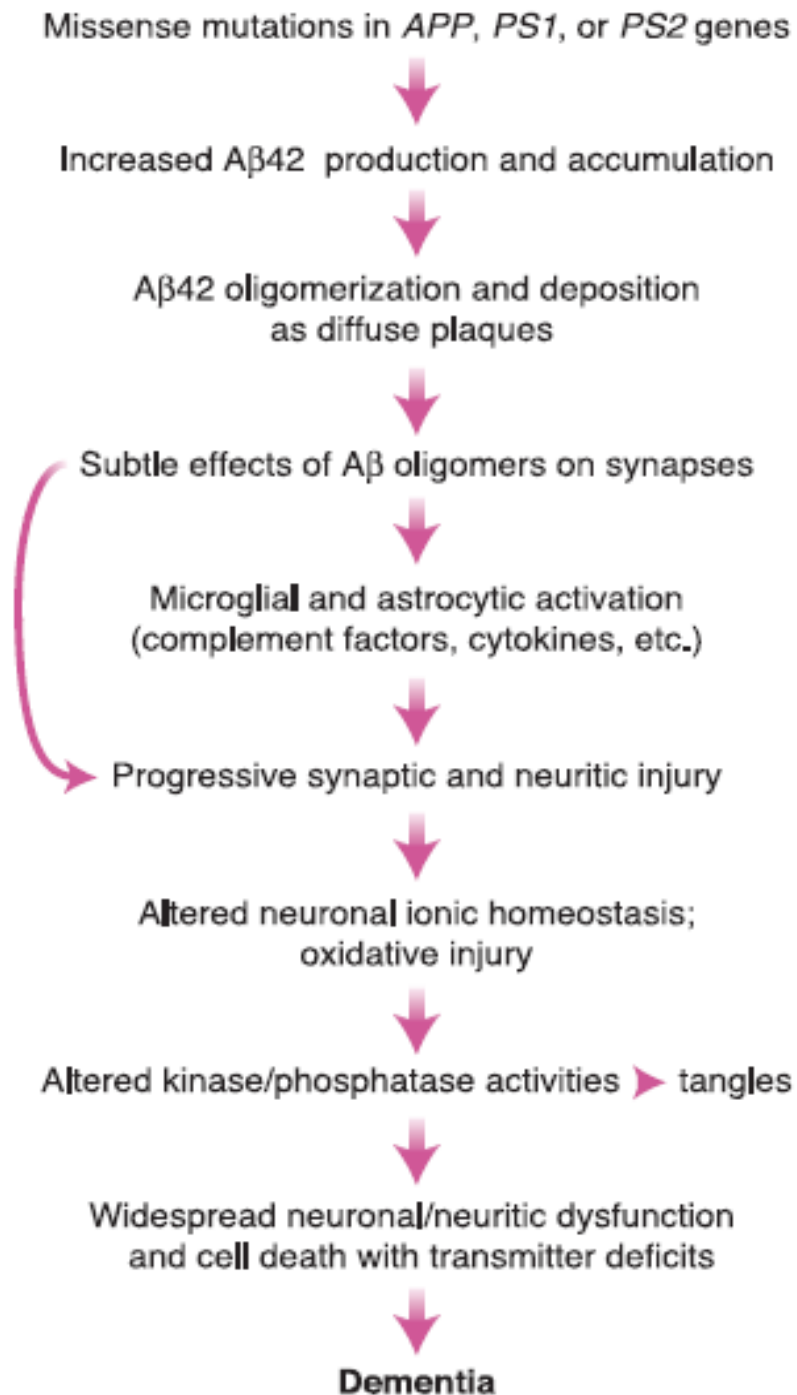 Missense mutations in APP, PS1, or PS2 genes
Increased Aβ42 production and accumulation
Aβ42 oligomerization and deposition
as diffuse plaques
Subtle effects of Aβ oligomers on synapses
Microglial and astrocytic activation
(complement factors, cytokines, etc.)
Progressive synaptic and neuritic injury
Altered neuronal ionic homeostasis;
oxidative injury
Altered kinase/phosphatase activities tangles
Widespread neuronal/neuritic dysfunction
and cell death with transmitter deficits
Dementia